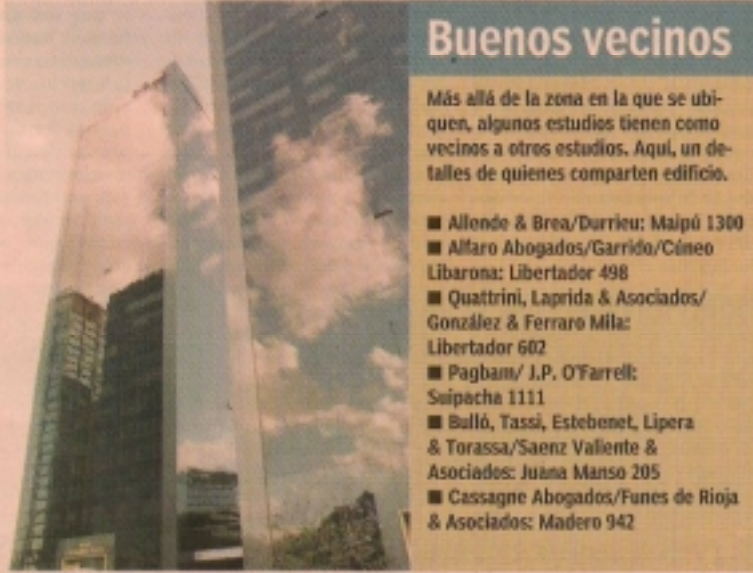 Buenos vecinos
Más allá de la zona en la que se ubi-
quen, algunos estudios tienen como
vecinos a otros estudios. Aquí, un de-
talles de quienes comparten edificio.
■ Allende & Brea/Durrieu: Maipú 1300
■ Alfaro Abogados/Garrido/Cúneo
Libarona: Libertador 498
■ Quattrini, Laprida & Asociados/
González & Ferraro Mila:
Libertador 602
■ Pagbam/ J.P. O'Farrell:
Suipacha 1111
■ Bulló, Tassi, Estebenet, Lipera
& Torassa/Saenz Valiente &
Asociados: Juana Manso 205
■ Cassagne Abogados/Funes de Rioja
& Asociados: Madero 942